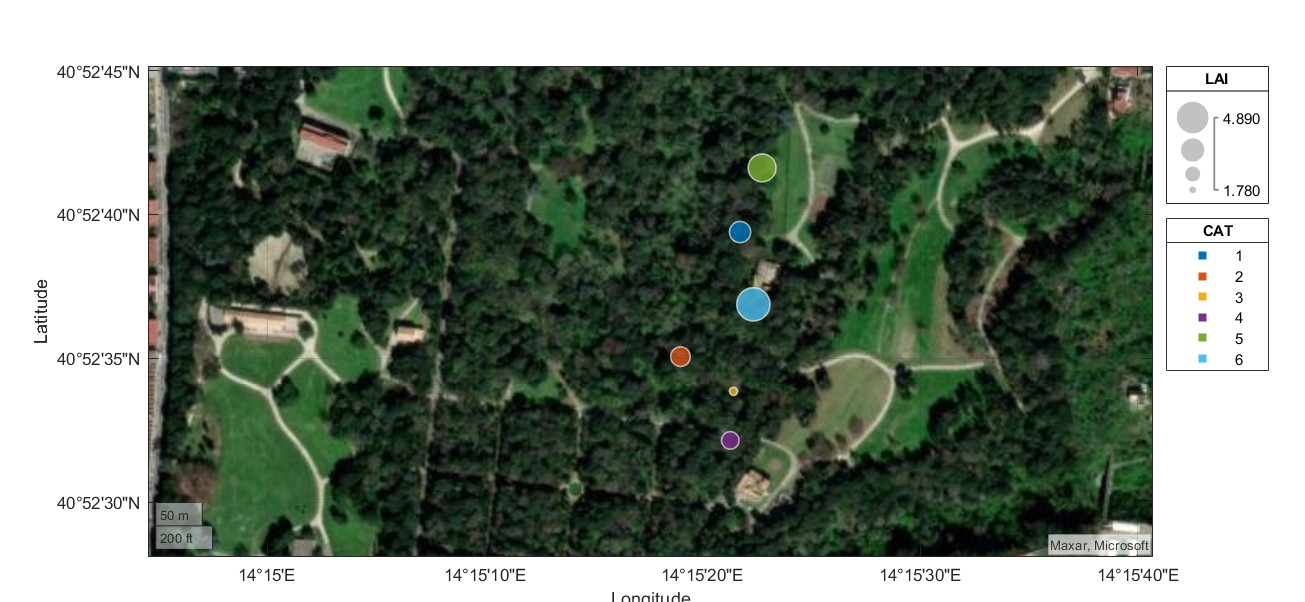 40°52'45"N
40°52'40"N
40°52'35"N
40°52'30"N
Latitude
50 m
200 ft
Maxar, Microsoft
14°15'E
14°15'10"E
14°15'20"E
14°15'30"E
14°15'40"E
Longitude
LAI
4.890
1.780
CAT
1
2
3
4
5
6